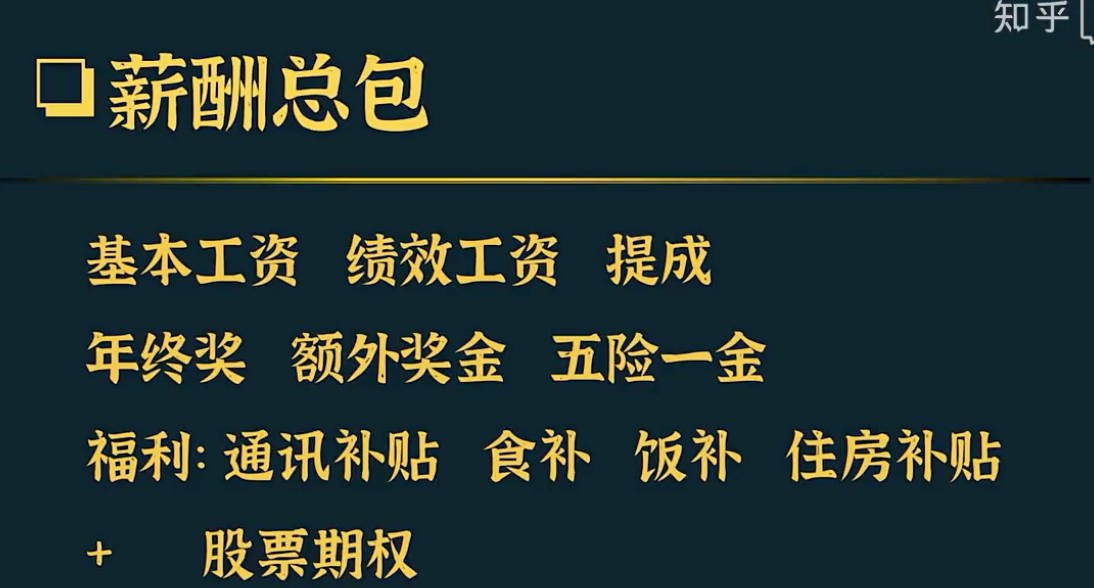 知乎
薪酬总包
基本工资 绩效工资 提成
年终奖 额外奖金 五险一金
福利: 通讯补贴 食补 饭补 住房补贴
+ 股票期权